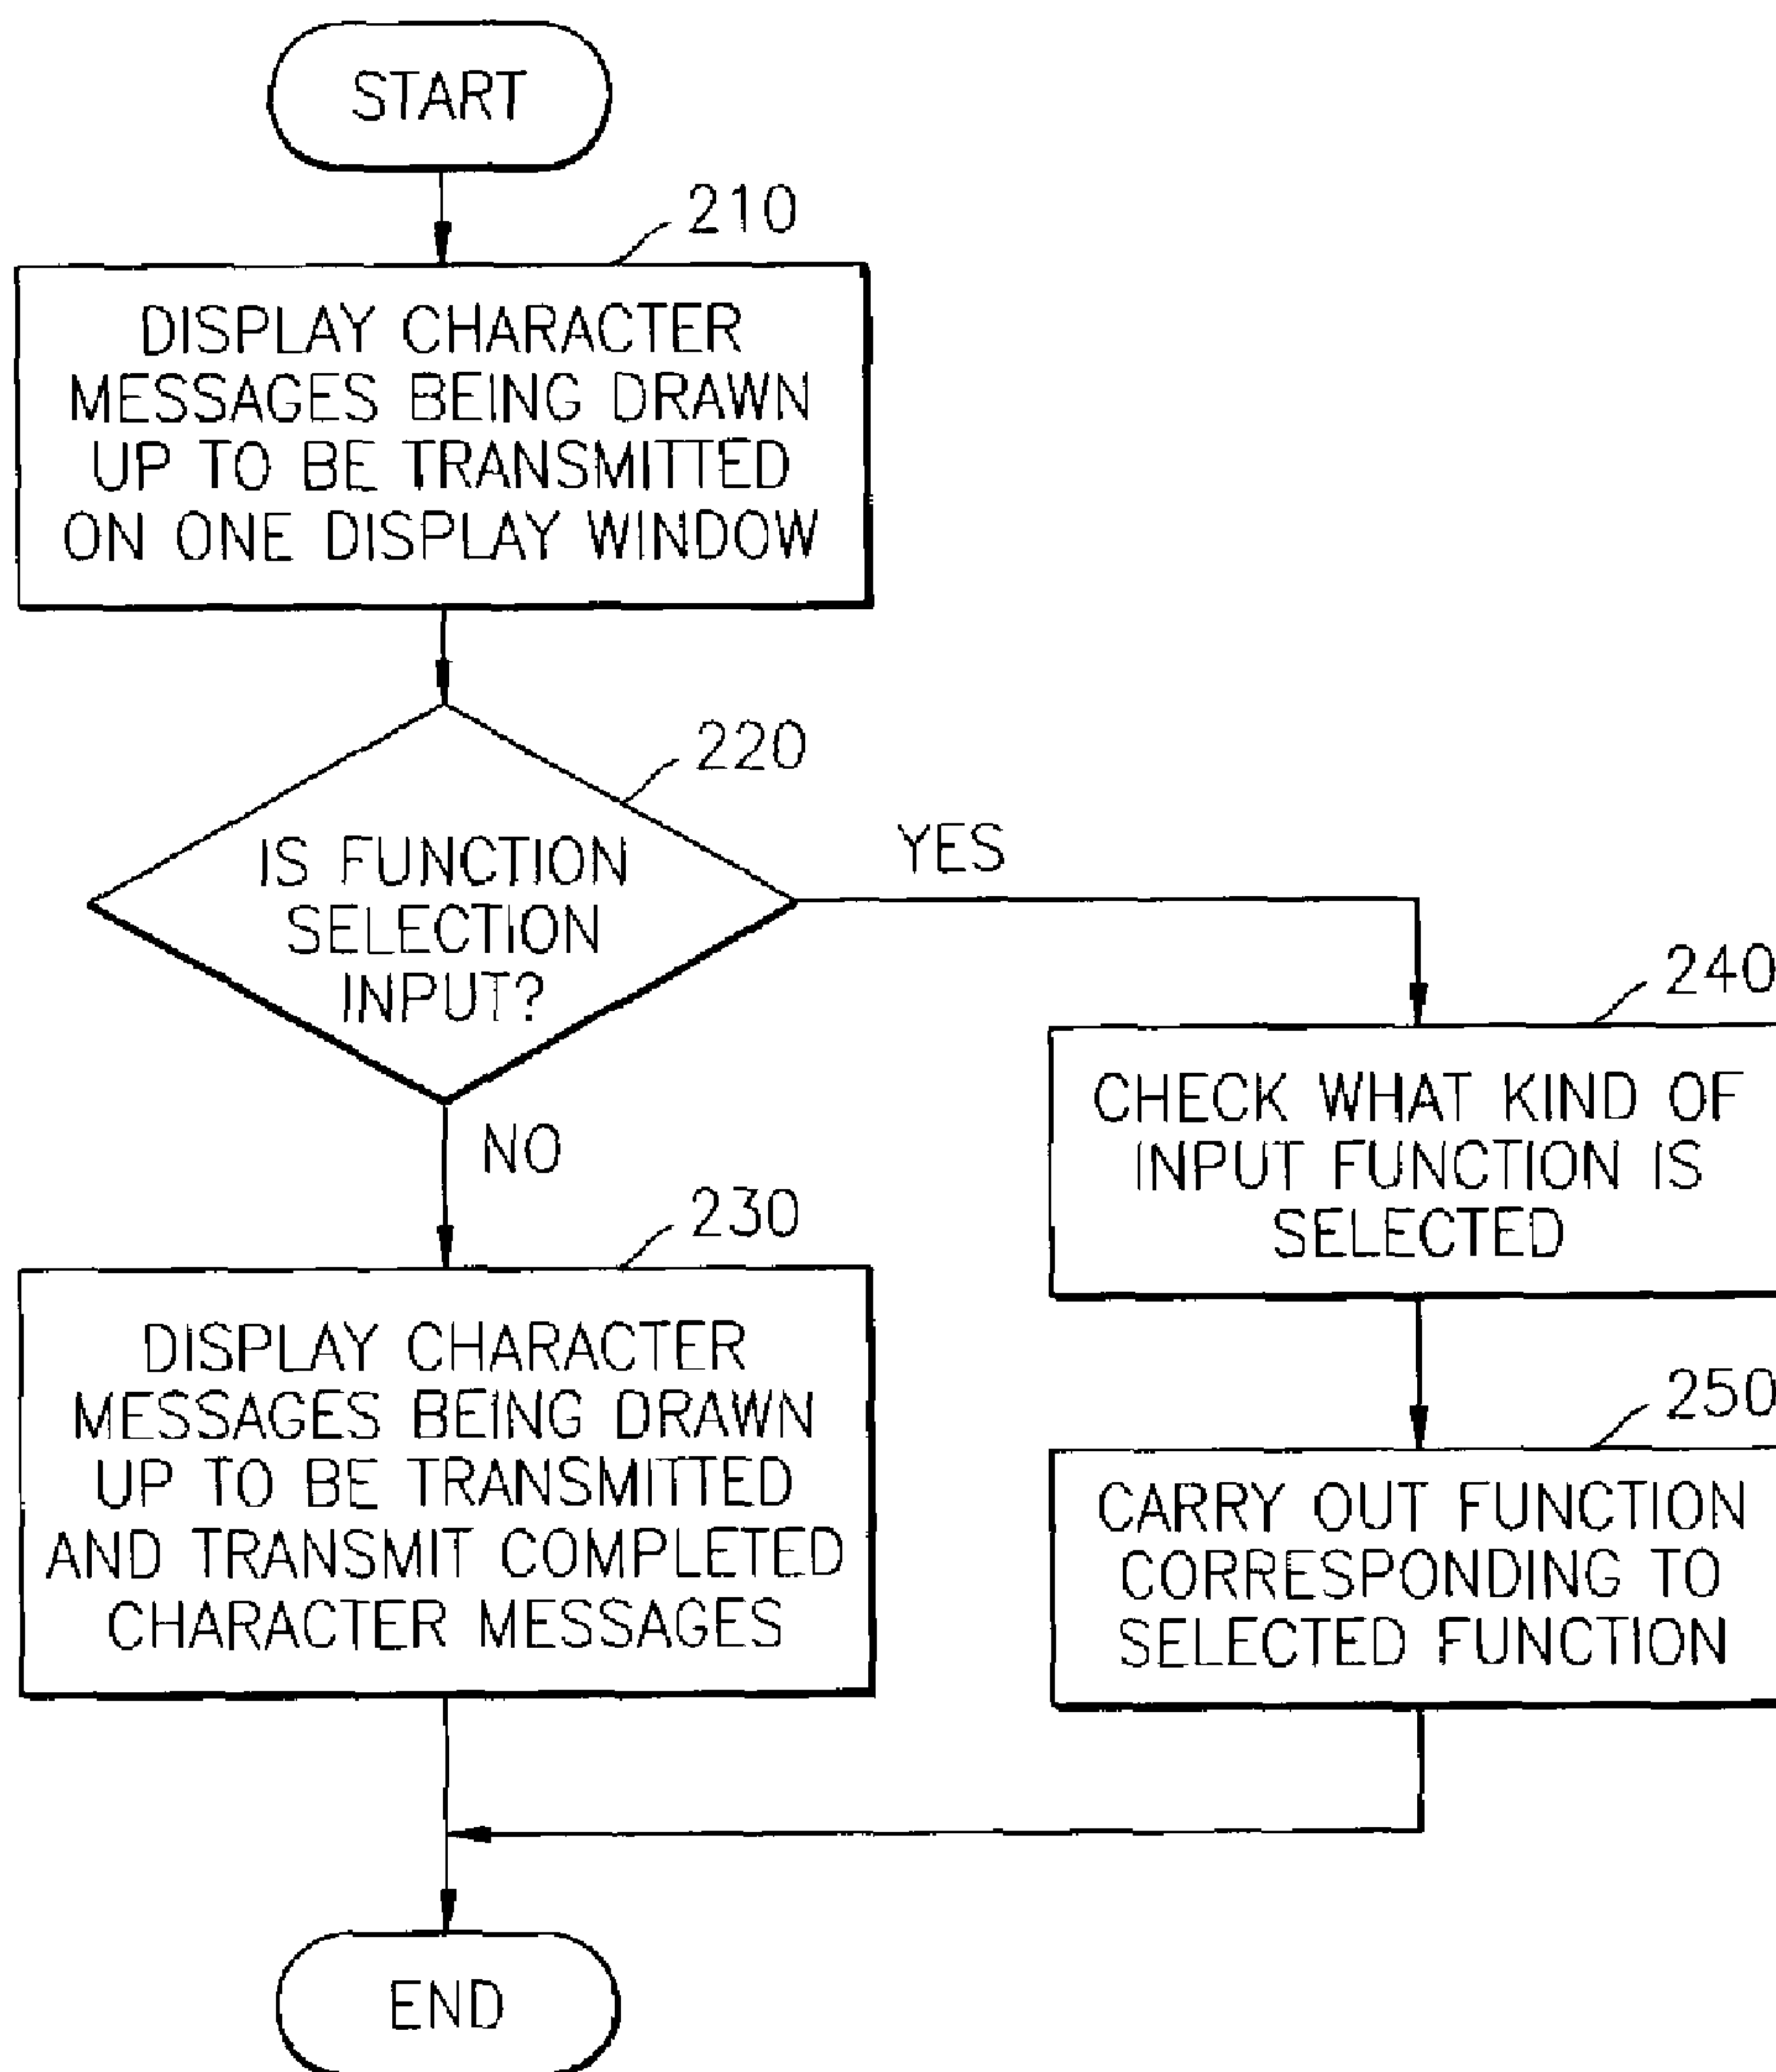 START
210
DISPLAY CHARACTER
MESSAGES BEING DRAWN
UP TO BE TRANSMITTED
ON ONE DISPLAY WINDOW
220
IS FUNCTION
SELECTION
INPUT?
YES
NO
230
DISPLAY CHARACTER
MESSAGES BEING DRAWN
UP TO BE TRANSMITTED
AND TRANSMIT COMPLETED
CHARACTER MESSAGES
240
CHECK WHAT KIND OF
INPUT FUNCTION IS
SELECTED
250
CARRY OUT FUNCTION
CORRESPONDING TO
SELECTED FUNCTION
END